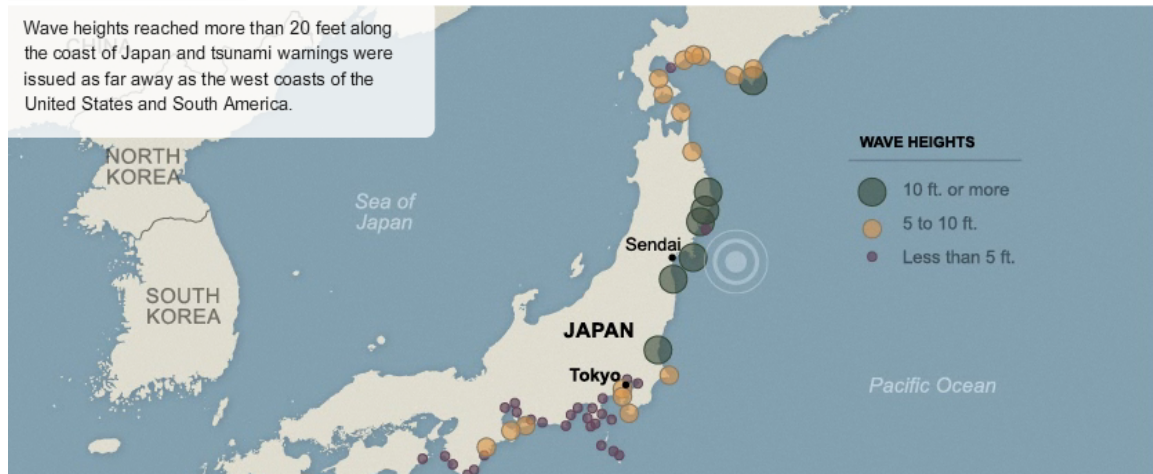 Wave heights reached more than 20 feet along
the coast of Japan and tsunami warnings were
issued as far away as the west coasts of the
United States and South America.
CHINA
NORTH
KOREA
SOUTH
KOREA
Sea of
Japan
Sendai
JAPAN
Tokyo
Pacific Ocean
WAVE HEIGHTS
10 ft. or more
5 to 10 ft.
Less than 5 ft.